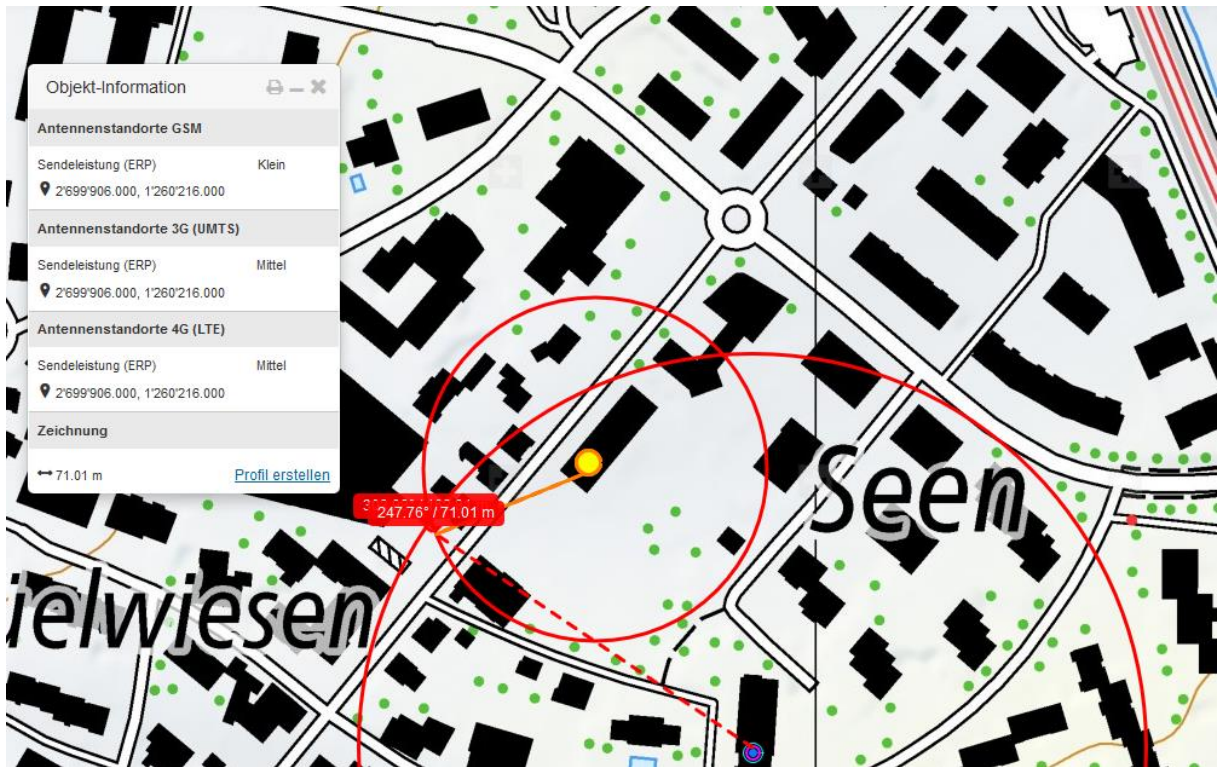 Objekt-Information
Antennenstandorte GSM
Sendeleistung (ERP) Klein
2'699'906.000, 1'260'216.000
Antennenstandorte 3G (UMTS)
Sendeleistung (ERP) Mittel
2'699'906.000, 1'260'216.000
Antennenstandorte 4G (LTE)
Sendeleistung (ERP) Mittel
2'699'906.000, 1'260'216.000
Zeichnung
71.01 m Profil erstellen
247.76° / 71.01 m
Seen
elwiesen